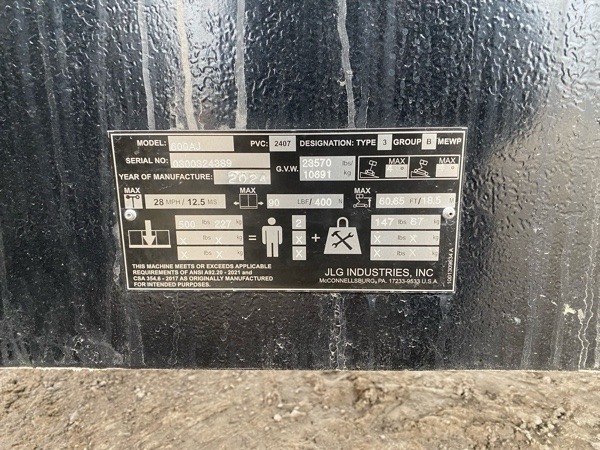 MODEL: 600AJ PVC: 2407 DESIGNATION: TYPE 3 GROUP B MEWP
SERIAL NO: 0300324389 G.V.W. 23570 lbs/
10691 kg
YEAR OF MANUFACTURE: 2024
MAX 28 MPH / 12.5 MS MAX 90 LBF/ 400 N MAX 60.65 FT/ 18.5 M
500 lbs 227 kg = 2 + 147 lbs 67 kg
X lbs X kg X X lbs X kg
X lbs X kg X X lbs X kg
THIS MACHINE MEETS OR EXCEEDS APPLICABLE
REQUIREMENTS OF ANSI A92.20 - 2021 and
CSA 354.6 - 2017 AS ORIGINALLY MANUFACTURED
FOR INTENDED PURPOSES.
JLG INDUSTRIES, INC
McCONNELLSBURG, PA. 17233-9533 U.S.A